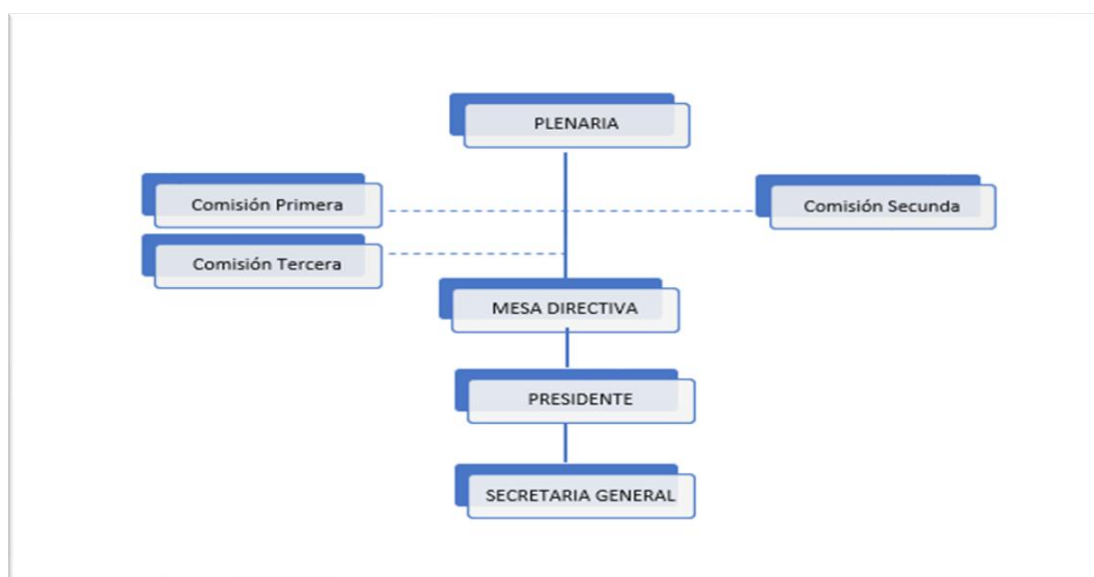 PLENARIA
Comisión Primera
Comisión Secunda
Comisión Tercera
MESA DIRECTIVA
PRESIDENTE
SECRETARIA GENERAL